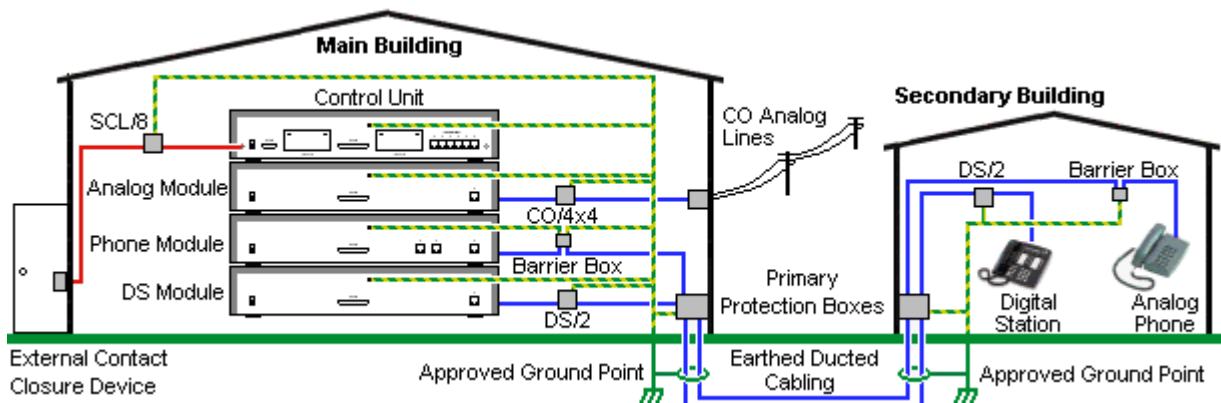 Main Building
Control Unit
SCL/8
Analog Module
CO/4x4
Phone Module
Barrier Box
DS Module
DS/2
CO Analog
Lines
Primary
Protection Boxes
Secondary Building
DS/2
Barrier Box
Digital
Station
Analog
Phone
External Contact
Closure Device
Approved Ground Point
Earthed Ducted
Cabling
Approved Ground Point